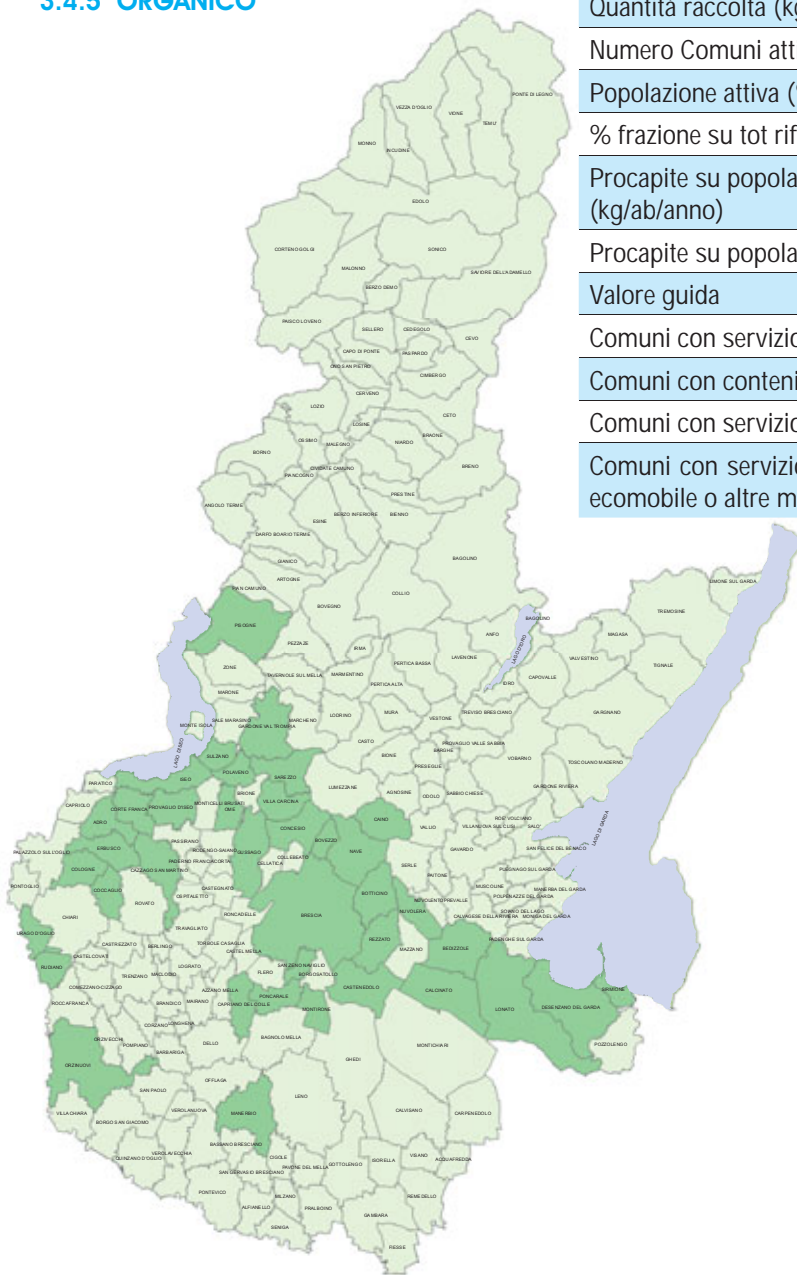 3.4.5 ORGANICO
Quantità raccolta (kg
Numero Comuni att
Popolazione attiva (
% frazione su tot rif
Procapite su popola
(kg/ab/anno)
Procapite su popola
Valore guida
Comuni con servizio
Comuni con conteni
Comuni con servizio
Comuni con servizio
ecomobile o altre m
PONTE DI LEGNO
VEZZA D'OGLIO
VIONE
TEMU'
MONNO
INCUDINE
EDOLO
CORTENO GOLGI
SONICO
MALONNO
SAVIORE DELL'ADAMELLO
BERZO DEMO
PAISCO LOVENO
SELLERO
CEDEGOLO
CEVO
CAPO DI PONTE
PASPARDO
ONO SAN PIETRO
CIMBERGO
CERVENO
LOZIO
CETO
LOSINE
BRAONE
OSSIMO
MALEGNO
NIARDO
BORNO
CIVIDATE CAMUNO
BRENO
PIANCOGNO
PRESTINE
ANGOLO TERME
BERZO INFERIORE
BIENNO
ESINE
DARFO BOARIO TERME
BAGOLINO
GIANICO
ARTOGNE
PIAN CAMUNO
COLLIO
LIMONE SUL GARDA
BOVEGNO
TREMOSINE
PISOGNE
BAGOLINO
ANFO
MAGASA
PEZZAZE
IRMA
LAGO D'IDRO
LAVENONE
VALVESTINO
ZONE
PERTICA BASSA
TIGNALE
TAVERNOLE SUL MELLA
MARMENTINO
CAPOVALLE
IDRO
PERTICA ALTA
MARONE
TREVISO BRESCIANO
GARGNANO
SALE MARASINO
MARCHENO
LODRINO
MURA
VESTONE
MONTE ISOLA
GARDONE VAL TROMPIA
CASTO
PROVAGLIO VALLE SABBIA
BARGHE
LAGO D'ISEO
SULZANO
BIONE
VOBARNO
TOSCOLANO MADERNO
POLAVENO
PRESEGLIE
ISEO
SAREZZO
LUMEZZANE
AGNOSINE
ODOLO
SABBIO CHIESE
GARDONE RIVIERA
PARATICO
BRIONE
VILLA CARCINA
CAPRIOLO
CORTE FRANCA
PROVAGLIO D'ISEO
MONTICELLI BRUSATI
OME
CAINO
ROE' VOLCIANO
ADRO
VALLIO
VILLANUOVA SUL CLISI
SALO'
CONCESIO
LAGO DI GARDA
PASSIRANO
BOVEZZO
NAVE
GAVARDO
ERBUSCO
RODENGO-SAIANO
GUSSAGO
COLLEBEATO
SAN FELICE DEL BENACO
PALAZZOLO SULL'OGLIO
PADERNO FRANCIACORTA
CELLATICA
SERLE
PAITONE
PUEGNAGO SUL GARDA
COLOGNE
CAZZAGO SAN MARTINO
MUSCOLINE
MANERBA DEL GARDA
PONTOGLIO
COCCAGLIO
CASTEGNATO
BOTTICINO
POLPENAZZE DEL GARDA
OSPITALETTO
NUVOLENTO
PREVALLE
SOIANO DEL LAGO
ROVATO
NUVOLERA
CALVAGESE DELLA RIVIERA
MONIGA DEL GARDA
CHIARI
RONCADELLE
BRESCIA
URAGO D'OGLIO
TRAVAGLIATO
REZZATO
PADENGHE SUL GARDA
CASTREZZATO
BERLINGO
TORBOLE CASAGLIA
MAZZANO
BEDIZZOLE
CASTELCOVATI
CASTEL MELLA
RUDIANO
LOGRATO
SAN ZENO NAVIGLIO
TRENZANO
MACLODIO
FLERO
BORGOSATOLLO
COMEZZANO-CIZZAGO
AZZANO MELLA
CASTENEDOLO
CALCINATO
SIRMIONE
ROCCAFRANCA
BRANDICO
MAIRANO
CAPRIANO DEL COLLE
PONCARALE
LONATO
DESENZANO DEL GARDA
MONTIRONE
CORZANO
LONGHENA
ORZIVECCHI
POMPIANO
DELLO
BAGNOLO MELLA
MONTICHIARI
POZZOLENGO
BARBARIGA
GHEDI
ORZINUOVI
OFFLAGA
SAN PAOLO
LENO
VILLACHIARA
VEROLANUOVA
MANERBIO
CALVISANO
CARPENEDOLO
BORGO SAN GIACOMO
BASSANO BRESCIANO
VEROLAVECCHIA
CIGOLE
QUINZANO D'OGLIO
SAN GERVASIO BRESCIANO
PAVONE DEL MELLA
GOTTOLENGO
ISORELLA
VISANO
ACQUAFREDDA
PONTEVICO
MILZANO
REMEDELLO
ALFIANELLO
PRALBOINO
GAMBARA
SENIGA
FIESSE